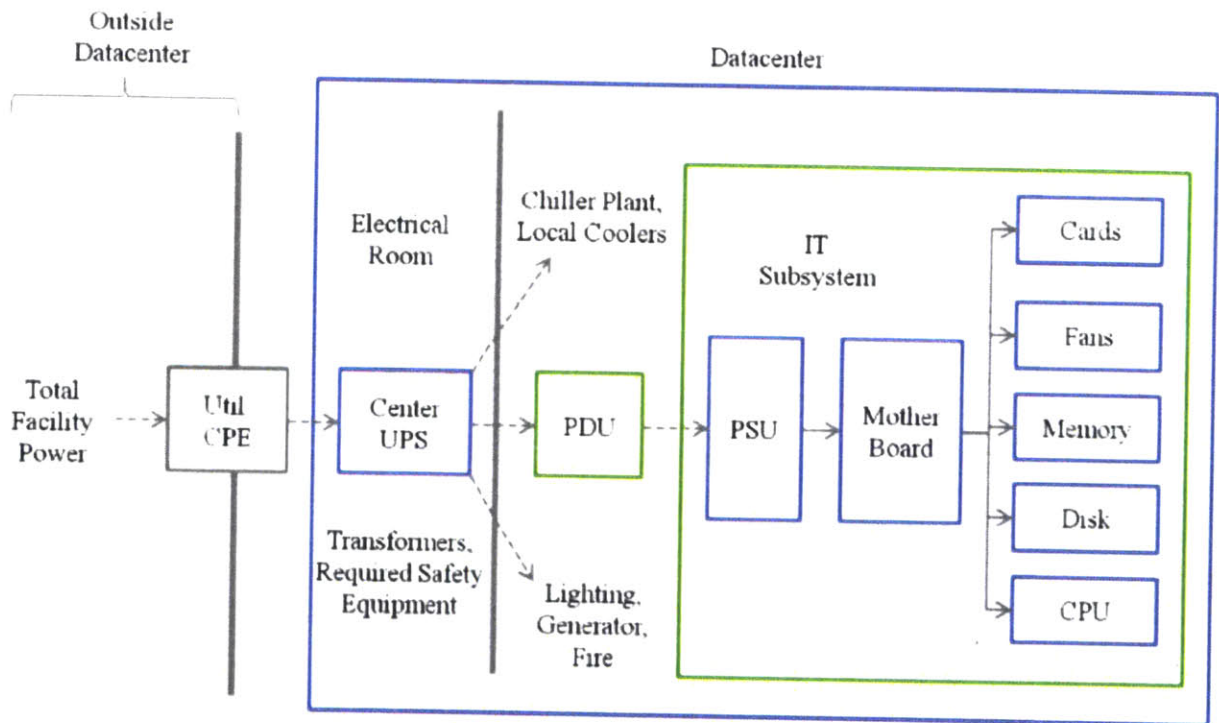 Outside
Datacenter
Datacenter
Electrical
Room
Chiller Plant,
Local Coolers
IT
Subsystem
Cards
Fans
Memory
Disk
CPU
Total
Facility
Power
Util
CPE
Center
UPS
PDU
PSU
Mother
Board
Transformers,
Required Safety
Equipment
Lighting,
Generator,
Fire